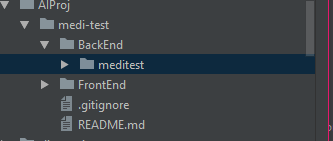 AIProj
medi-test
BackEnd
meditest
FrontEnd
.gitignore
README.md